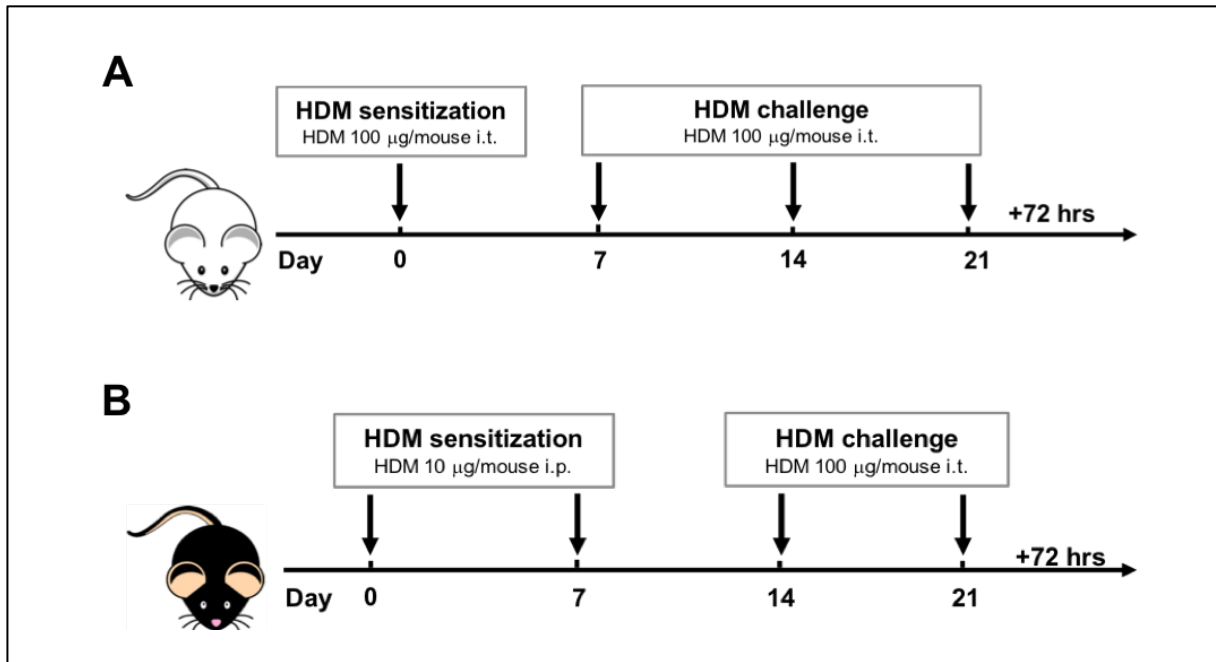 A
HDM sensitization
HDM 100 μg/mouse i.t.
HDM challenge
HDM 100 μg/mouse i.t.
+72 hrs
Day 0 7 14 21
B
HDM sensitization
HDM 10 μg/mouse i.p.
HDM challenge
HDM 100 μg/mouse i.t.
+72 hrs
Day 0 7 14 21